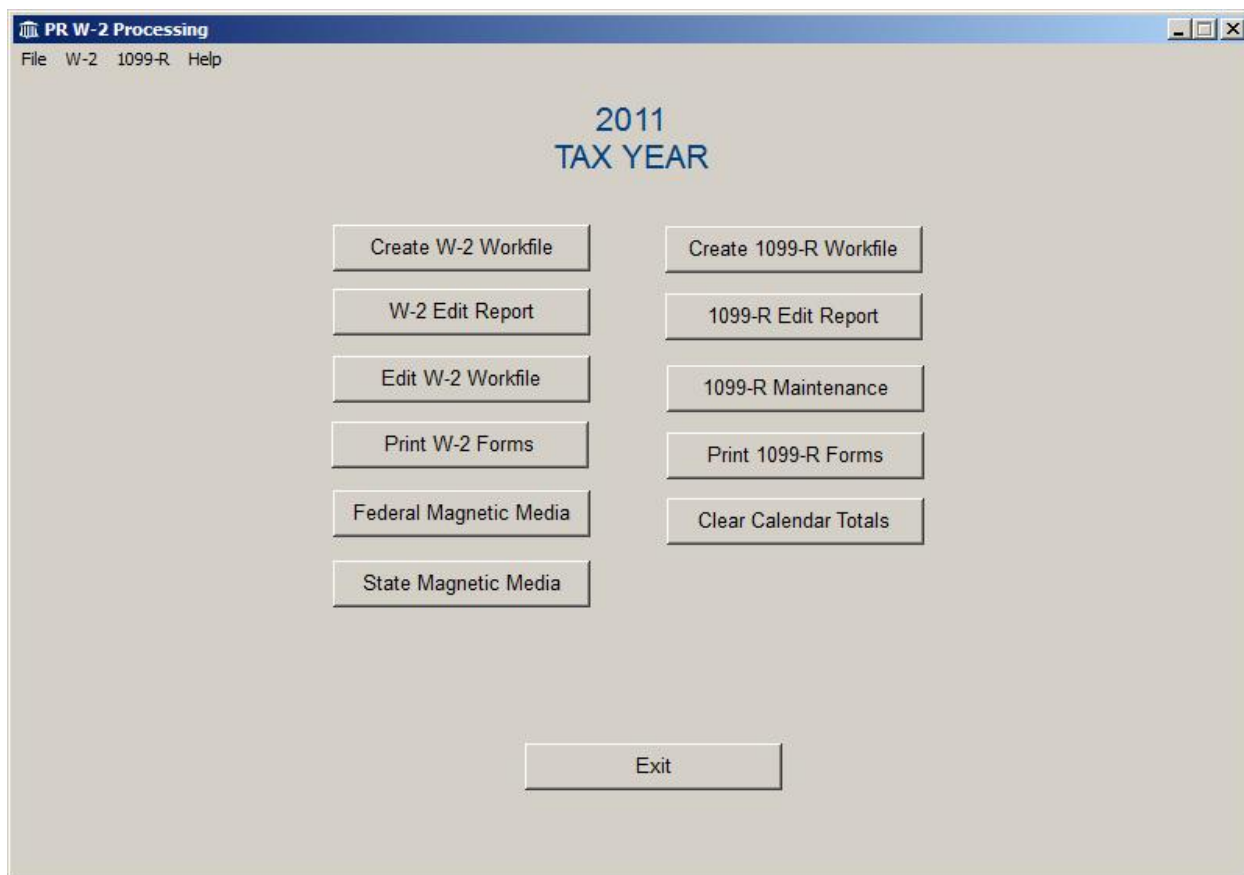 PR W-2 Processing
File W-2 1099-R Help
2011
TAX YEAR
Create W-2 Workfile
W-2 Edit Report
Edit W-2 Workfile
Print W-2 Forms
Federal Magnetic Media
State Magnetic Media
Create 1099-R Workfile
1099-R Edit Report
1099-R Maintenance
Print 1099-R Forms
Clear Calendar Totals
Exit